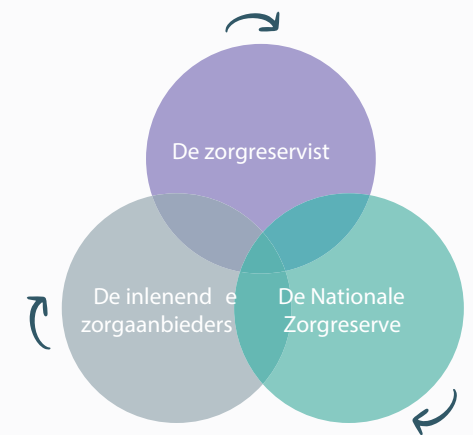 De zorgreservist
De inlenend e
zorgaanbieders
De Nationale
Zorgreserve